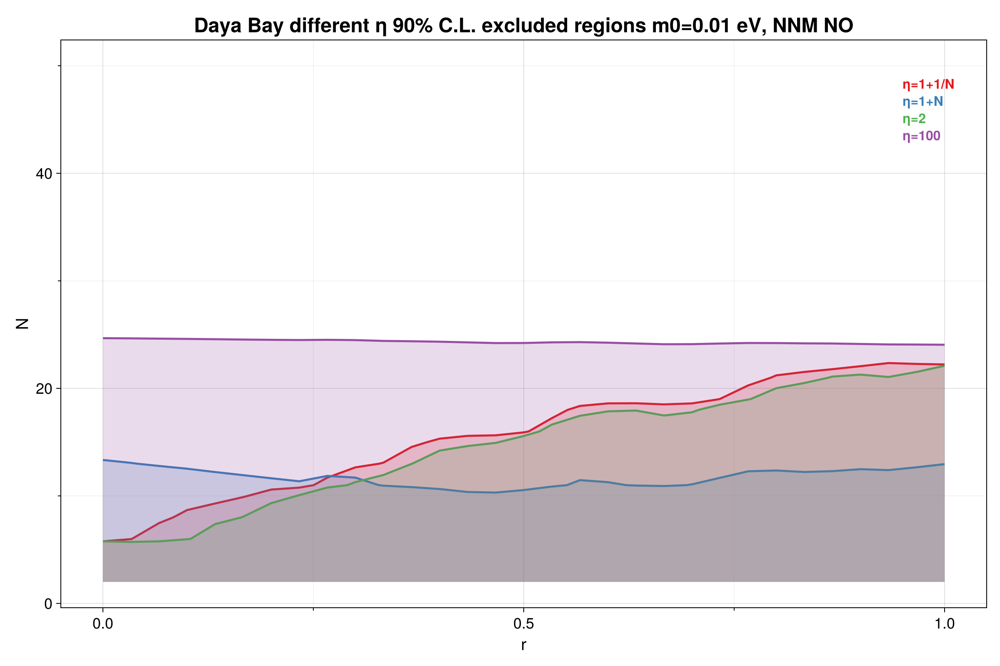 Daya Bay different η 90% C.L. excluded regions m0=0.01 eV, NNM NO
η=1+1/N
η=1+N
η=2
η=100
40
20
0
N
0.0
0.5
1.0
r